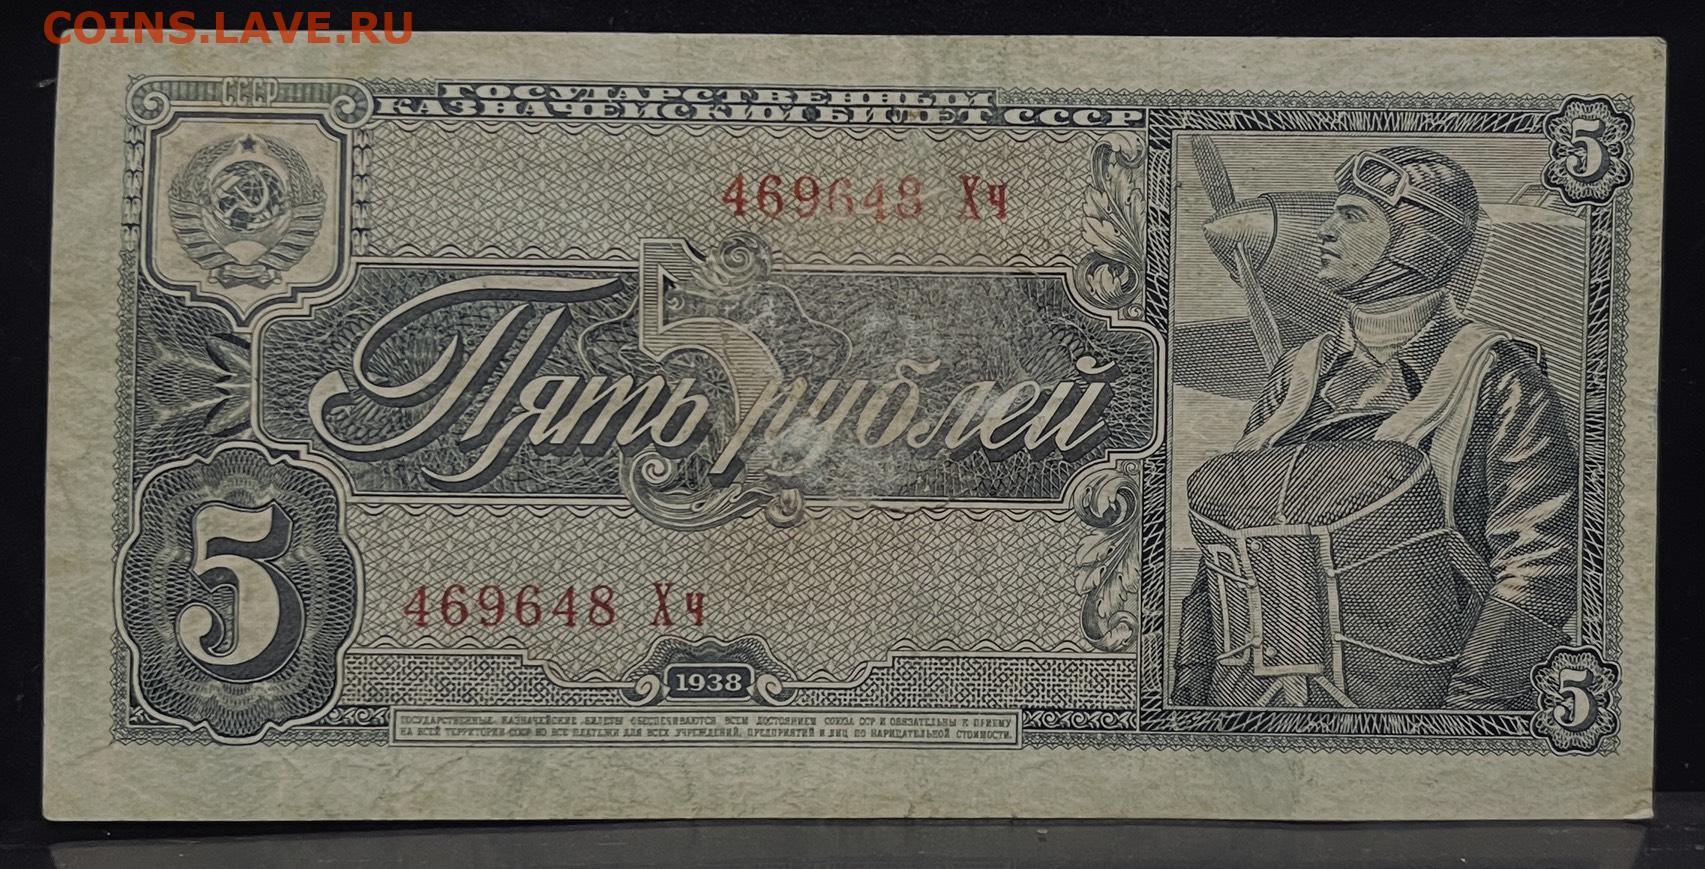 COINS.LAVE.RU
СССР
ГОСУДАРСТВЕННЫЙ
КАЗНАЧЕЙСКИЙ БИЛЕТ СССР
5
469648 Хч
5
Пять рублей
5
469648 Хч
1938
5
ГОСУДАРСТВЕННЫЕ КАЗНАЧЕЙСКИЕ БИЛЕТЫ ОБЕСПЕЧИВАЮТСЯ ВСЕМ ДОСТОЯНИЕМ СОЮЗА ССР И ОБЯЗАТЕЛЬНЫ К ПРИЕМУ
НА ВСЕЙ ТЕРРИТОРИИ СССР ВО ВСЕ ПЛАТЕЖИ ДЛЯ ВСЕХ УЧРЕЖДЕНИЙ, ПРЕДПРИЯТИЙ И ЛИЦ ПО НАРИЦАТЕЛЬНОЙ СТОИМОСТИ.